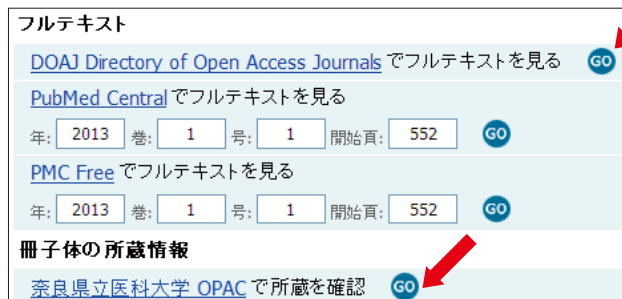 フルテキスト
DOAJ Directory of Open Access Journals でフルテキストを見る GO
PubMed Central でフルテキストを見る
年: 2013 巻: 1 号: 1 開始頁: 552 GO
PMC Free でフルテキストを見る
年: 2013 巻: 1 号: 1 開始頁: 552 GO
冊子体の所蔵情報
奈良県立医科大学 OPAC で所蔵を確認 GO